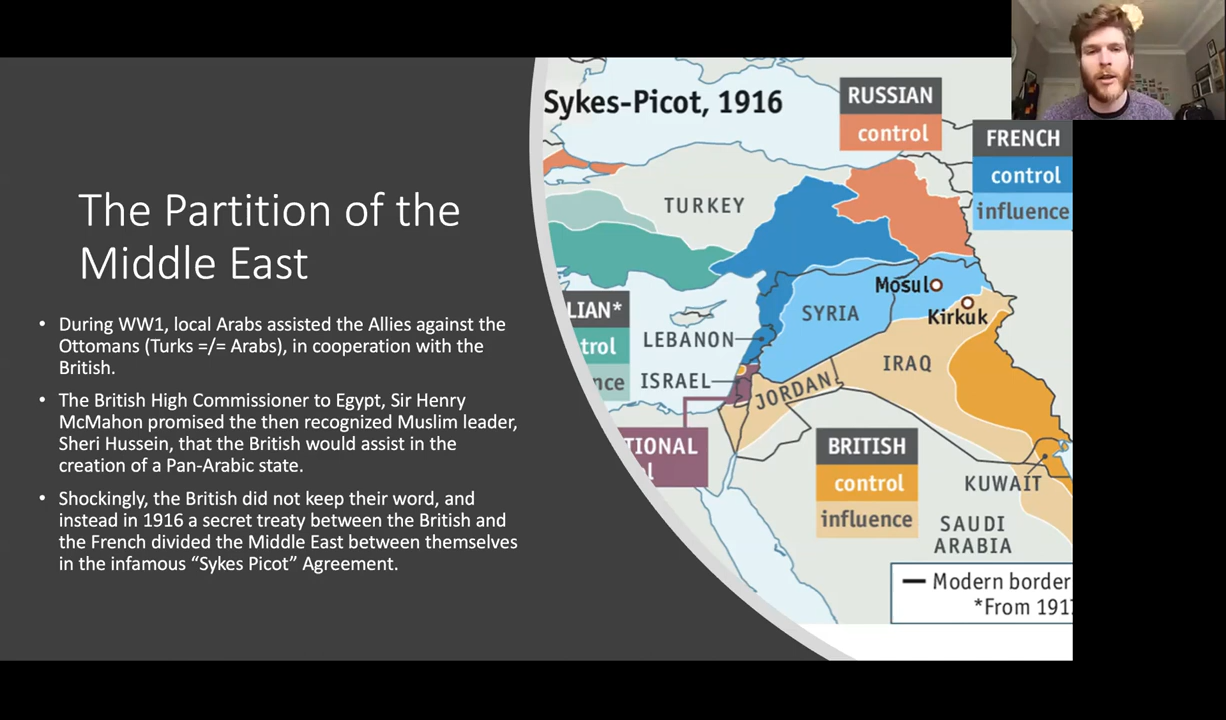 The Partition of the
Middle East
• During WW1, local Arabs assisted the Allies against the
Ottomans (Turks =/= Arabs), in cooperation with the
British.
• The British High Commissioner to Egypt, Sir Henry
McMahon promised the then recognized Muslim leader,
Sheri Hussein, that the British would assist in the
creation of a Pan-Arabic state.
• Shockingly, the British did not keep their word, and
instead in 1916 a secret treaty between the British and
the French divided the Middle East between themselves
in the infamous “Sykes Picot” Agreement.
Sykes-Picot, 1916
RUSSIAN
control
FRENCH
control
influence
TURKEY
Mosul
Kirkuk
SYRIA
LIAN*
trol
nce
LEBANON
ISRAEL
JORDAN
IRAQ
TIONAL
l
BRITISH
control
influence
KUWAIT
SAUDI
ARABIA
Modern border
*From 191